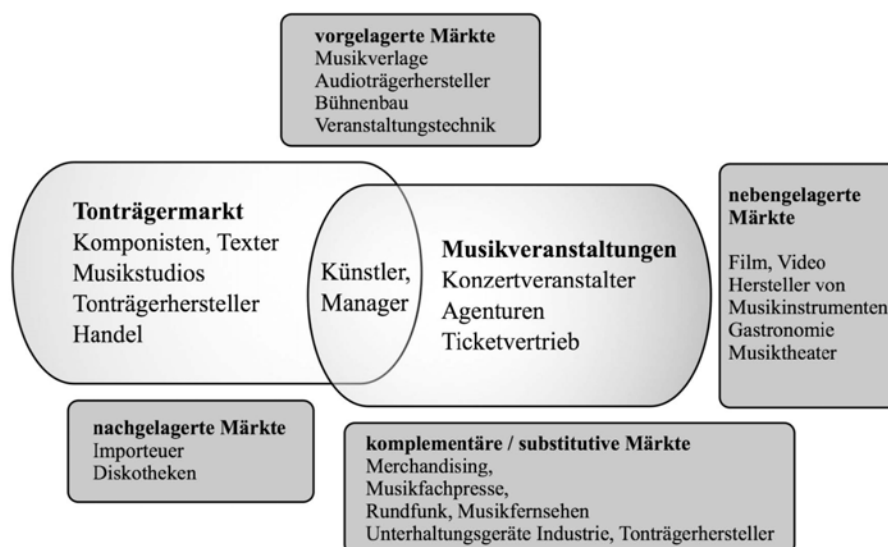 vorgelagerte Märkte
Musikverlage
Audioträgerhersteller
Bühnenbau
Veranstaltungstechnik
Tonträgermarkt
Komponisten, Texter
Musikstudios
Tonträgerhersteller
Handel
Künstler,
Manager
Musikveranstaltungen
Konzertveranstalter
Agenturen
Ticketvertrieb
nebengelagerte
Märkte
Film, Video
Hersteller von
Musikinstrumenten
Gastronomie
Musiktheater
nachgelagerte Märkte
Importeuer
Diskotheken
komplementäre / substitutive Märkte
Merchandising,
Musikfachpresse,
Rundfunk, Musikfernsehen
Unterhaltungsgeräte Industrie, Tonträgerhersteller